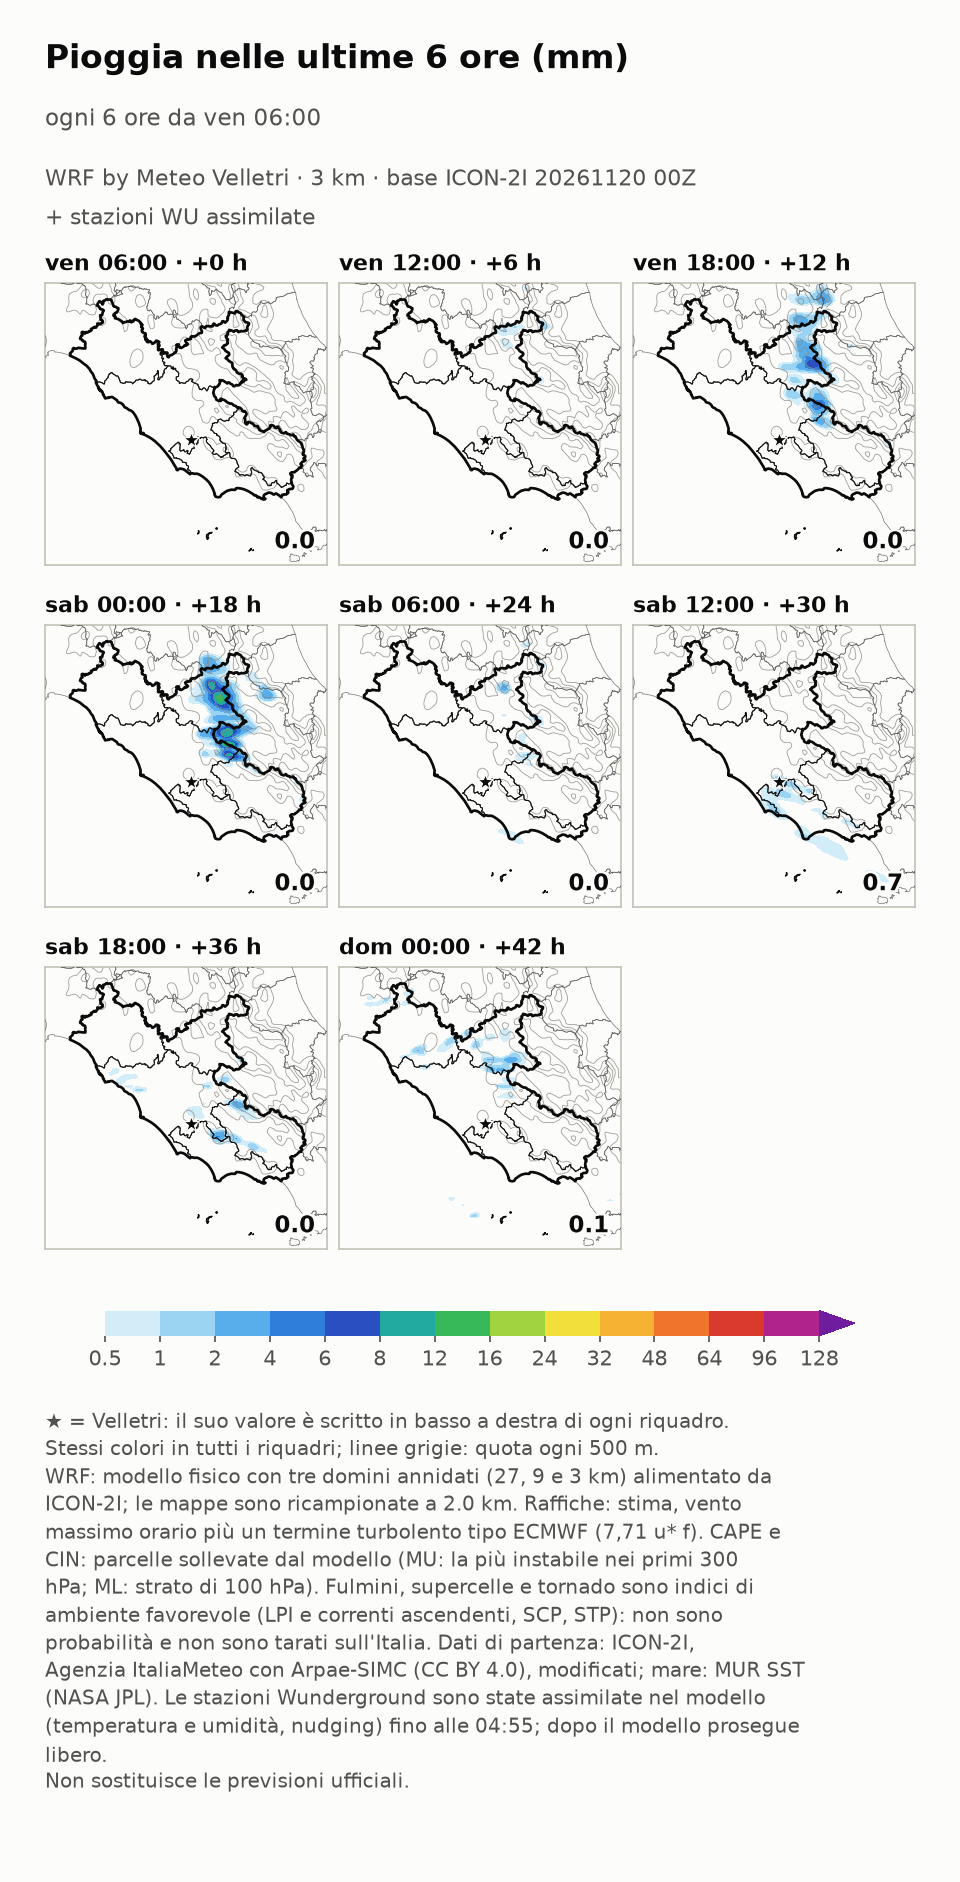 Pioggia nelle ultime 6 ore (mm)
ogni 6 ore da ven 06:00
WRF by Meteo Velletri · 3 km · base ICON-2I 20261120 00Z
+ stazioni WU assimilate
ven 06:00 · +0 h
ven 12:00 · +6 h
ven 18:00 · +12 h
0.0
0.0
0.0
sab 00:00 · +18 h
sab 06:00 · +24 h
sab 12:00 · +30 h
0.0
0.0
0.7
sab 18:00 · +36 h
dom 00:00 · +42 h
0.0
0.1
0.5 1 2 4 6 8 12 16 24 32 48 64 96 128
★ = Velletri: il suo valore è scritto in basso a destra di ogni riquadro.
Stessi colori in tutti i riquadri; linee grigie: quota ogni 500 m.
WRF: modello fisico con tre domini annidati (27, 9 e 3 km) alimentato da
ICON-2I; le mappe sono ricampionate a 2.0 km. Raffiche: stima, vento
massimo orario più un termine turbolento tipo ECMWF (7,71 u* f). CAPE e
CIN: parcelle sollevate dal modello (MU: la più instabile nei primi 300
hPa; ML: strato di 100 hPa). Fulmini, supercelle e tornado sono indici di
ambiente favorevole (LPI e correnti ascendenti, SCP, STP): non sono
probabilità e non sono tarati sull'Italia. Dati di partenza: ICON-2I,
Agenzia ItaliaMeteo con Arpae-SIMC (CC BY 4.0), modificati; mare: MUR SST
(NASA JPL). Le stazioni Wunderground sono state assimilate nel modello
(temperatura e umidità, nudging) fino alle 04:55; dopo il modello prosegue
libero.
Non sostituisce le previsioni ufficiali.